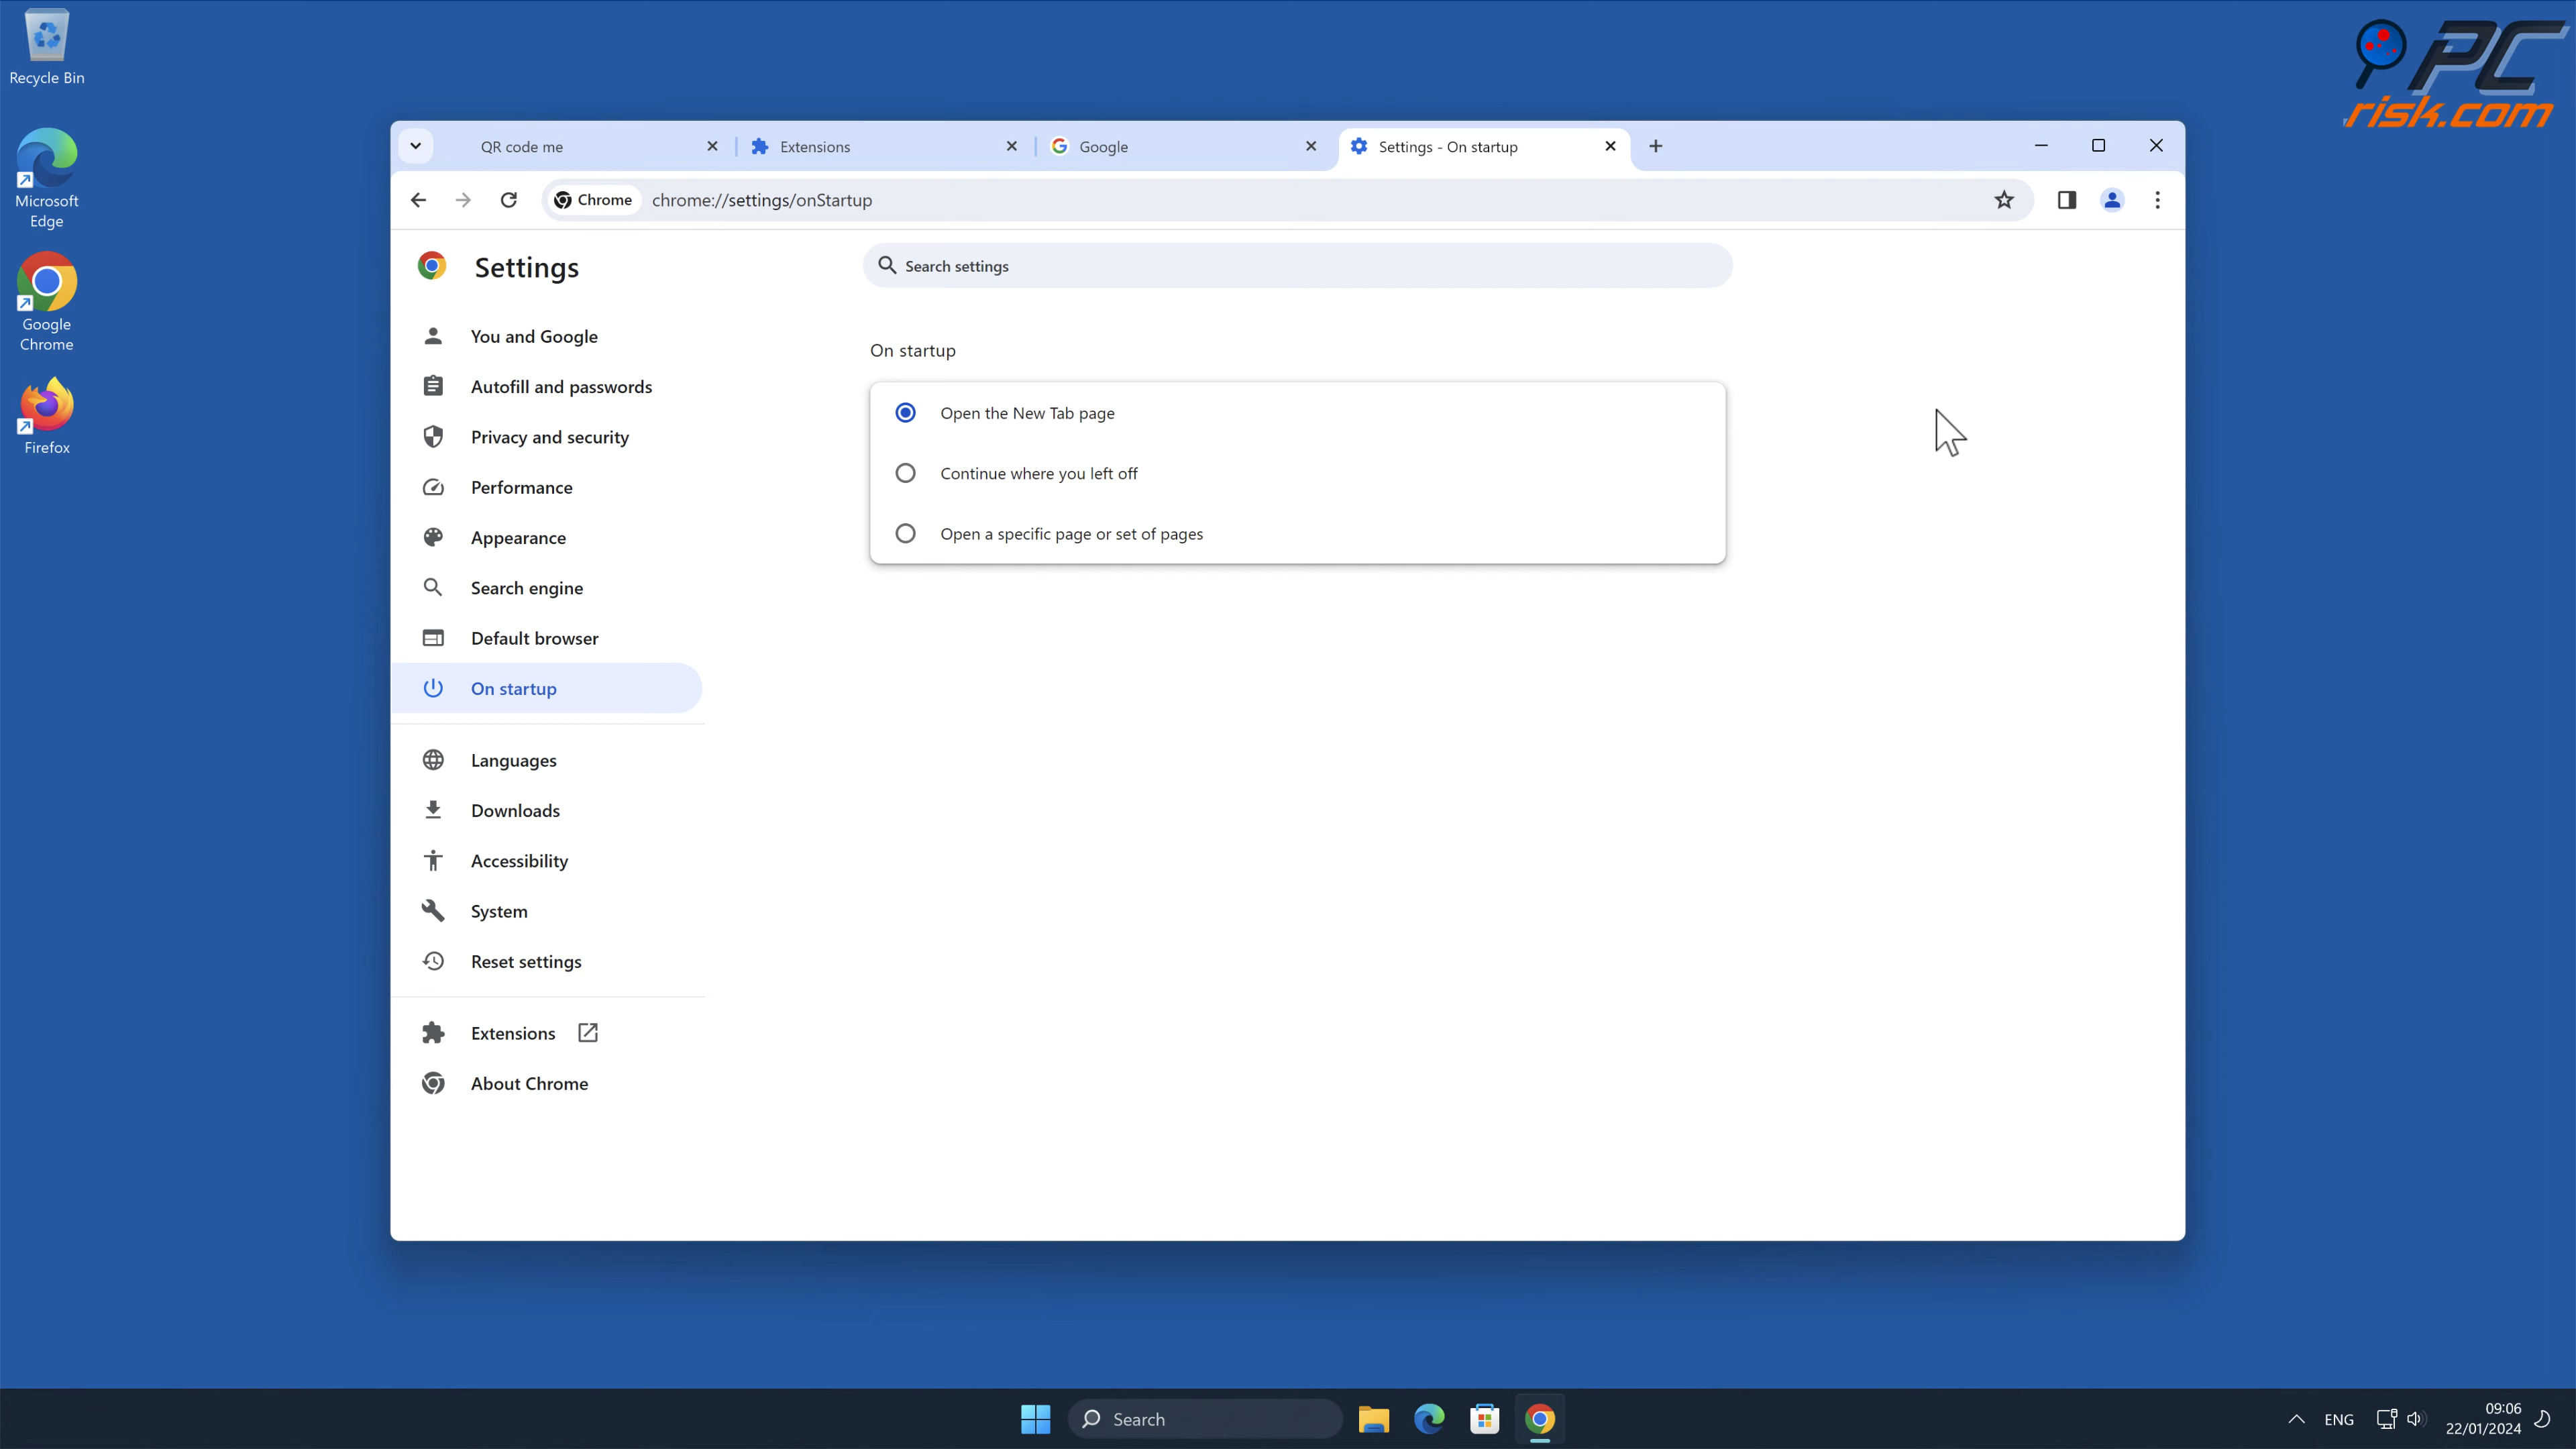 Recycle Bin
Microsoft
Edge
Google
Chrome
Firefox
PC
risk.com
QR code me
Extensions
Google
Settings - On startup
Chrome
chrome://settings/onStartup
Settings
Search settings
You and Google
Autofill and passwords
Privacy and security
Performance
Appearance
Search engine
Default browser
On startup
Languages
Downloads
Accessibility
System
Reset settings
Extensions
About Chrome
On startup
Open the New Tab page
Continue where you left off
Open a specific page or set of pages
Search
ENG
09:06
22/01/2024